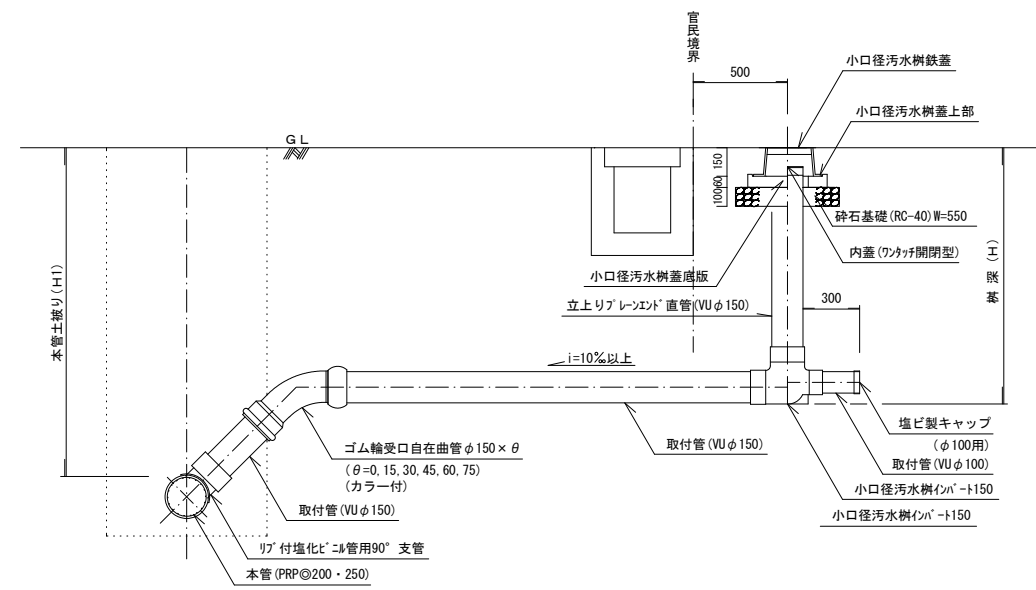 官民境界
500
小口径汚水桝鉄蓋
小口径汚水桝蓋上部
GL
150
60
100
砕石基礎(RC-40)W=550
内蓋(ワンタッチ開閉型)
小口径汚水桝蓋底版
立上りプレーンエンド直管(VUφ150)
300
桝深(H)
本管土被り(H1)
i=10‰以上
塩ビ製キャップ
(φ100用)
取付管(VUφ150)
取付管(VUφ100)
ゴム輪受口自在曲管φ150×θ
(θ=0,15,30,45,60,75)
(カラー付)
小口径汚水桝インバート150
小口径汚水桝インバート150
取付管(VUφ150)
リブ付塩化ビニル管用90°支管
本管(PRP◎200・250)